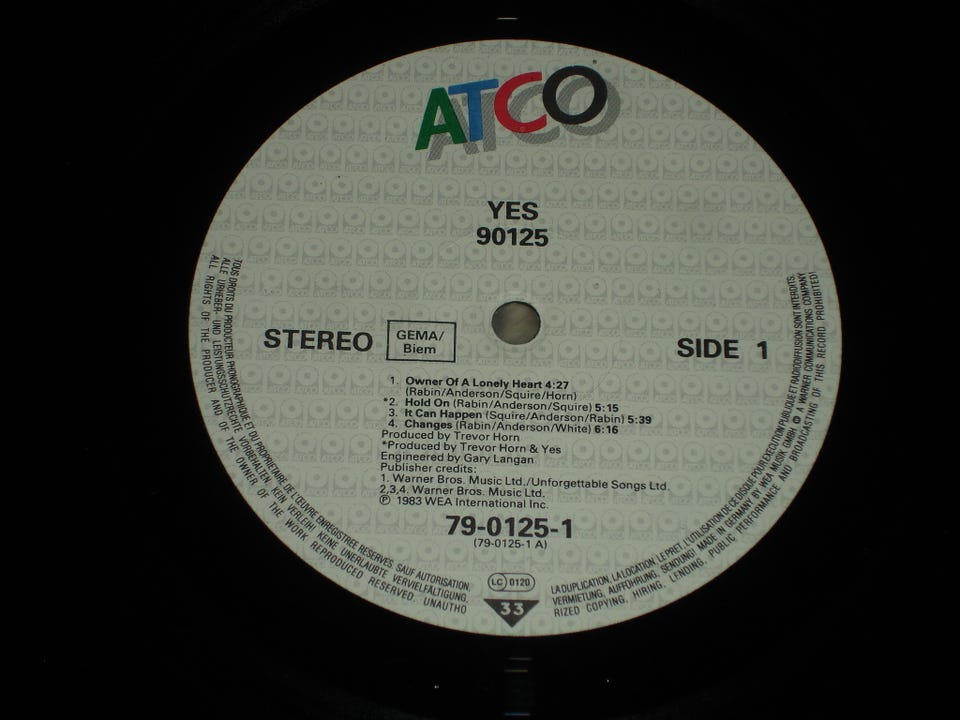 ATCO
YES
90125
STEREO
GEMA/
Biem
SIDE 1
1. Owner Of A Lonely Heart 4:27
(Rabin/Anderson/Squire/Horn)
*2. Hold On (Rabin/Anderson/Squire) 5:15
3. It Can Happen (Squire/Anderson/Rabin) 5:39
4. Changes (Rabin/Anderson/White) 6:16
Produced by Trevor Horn
*Produced by Trevor Horn & Yes
Engineered by Gary Langan
Publisher credits:
1. Warner Bros. Music Ltd./Unforgettable Songs Ltd.
2,3,4. Warner Bros. Music Ltd.
Ⓟ 1983 WEA International Inc.
79-0125-1
(79-0125-1 A)
LC 0120
33
TOUS DROITS DU PRODUCTEUR PHONOGRAPHIQUE ET DU PROPRIETAIRE DE L'ŒUVRE ENREGISTREE RESERVES. SAUF AUTORISATION,
LA DUPLICATION, LA LOCATION, LE PRET, L'UTILISATION DE CE DISQUE POUR EXECUTION PUBLIQUE ET RADIODIFFUSION SONT INTERDITS.
ALLE URHEBER- UND LEISTUNGSSCHUTZRECHTE VORBEHALTEN. KEIN VERLEIH! KEINE UNERLAUBTE VERVIELFÄLTIGUNG,
VERMIETUNG, AUFFÜHRUNG, SENDUNG! MADE IN GERMANY BY WEA MUSIK GMBH. A WARNER COMMUNICATIONS COMPANY
ALL RIGHTS OF THE PRODUCER AND OF THE OWNER OF THE WORK REPRODUCED RESERVED. UNAUTHO
RIZED COPYING, HIRING, LENDING, PUBLIC PERFORMANCE AND BROADCASTING OF THIS RECORD PROHIBITED!